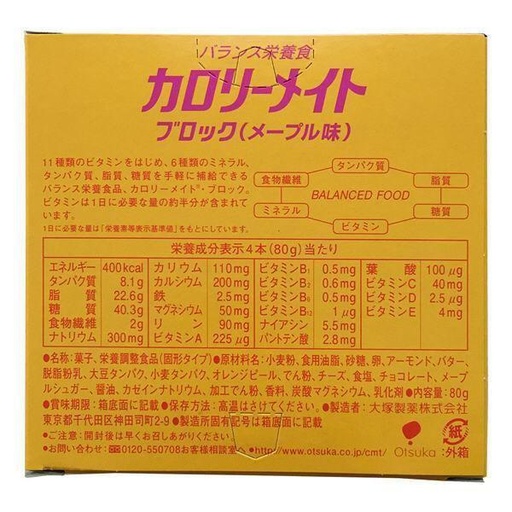 バランス栄養食
カロリーメイト
ブロック(メープル味)
11種類のビタミンをはじめ、6種類のミネラル、
タンパク質、脂質、糖質を手軽に補給できる
バランス栄養食品、カロリーメイト®・ブロック。
ビタミンは1日に必要な量の約半分が含まれて
います。
1日に必要な量は「栄養素等表示基準値」をもとにしています。
タンパク質
食物繊維
脂質
BALANCED FOOD
ミネラル
糖質
ビタミン
栄養成分表示4本(80g)当たり
エネルギー 400kcal カリウム 110mg ビタミンB1 0.5mg 葉酸 100μg
タンパク質 8.1g カルシウム 200mg ビタミンB2 0.6mg ビタミンC 40mg
脂質 22.6g 鉄 2.5mg ビタミンB6 0.5mg ビタミンD 2.5μg
糖質 40.3g マグネシウム 50mg ビタミンB12 1μg ビタミンE 4mg
食物繊維 2g リン 90mg ナイアシン 5.5mg
ナトリウム 300mg ビタミンA 225μg パントテン酸 2.8mg
●名称:菓子、栄養調整食品(固形タイプ)●原材料名:小麦粉、食用油脂、砂糖、卵、アーモンド、バター、
脱脂粉乳、大豆タンパク、小麦タンパク、オレンジピール、でん粉、チーズ、食塩、チョコレート、メー
プルシュガー、醤油、カゼインナトリウム、加工でん粉、香料、炭酸マグネシウム、乳化剤●内容量:80g
●賞味期限:箱底面に記載●保存方法:高温はさけてください。●製造者:大塚製薬株式会社
東京都千代田区神田司町2-9●製造所固有記号は箱底面に記載
●ご注意:開封後は早くお召しあがりください。
●お問い合わせ:0120-550708お客様相談室 ●http://www.otsuka.co.jp/cmt/
Otsuka
紙
:外箱